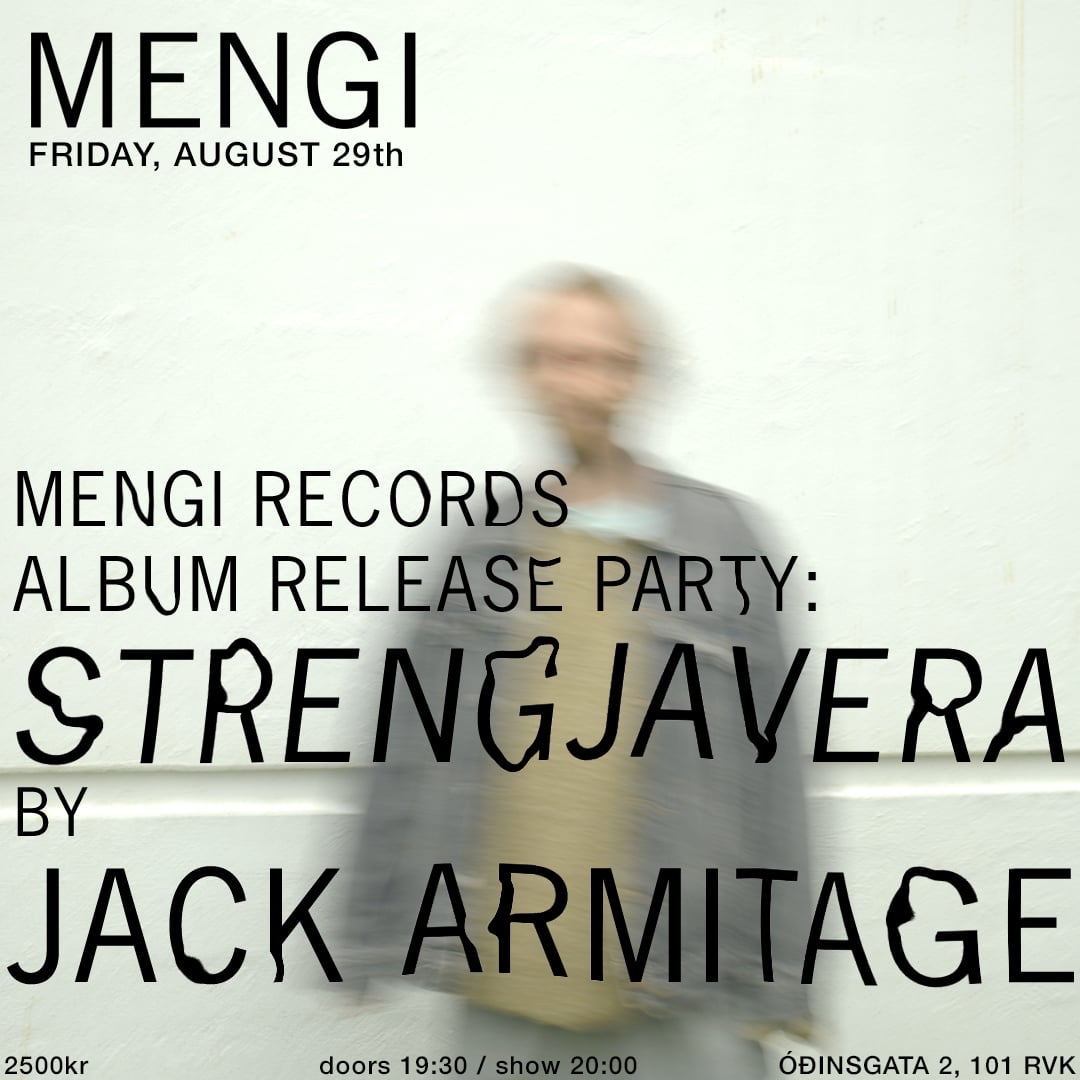 MENGI
FRIDAY, AUGUST 29th
MENGI RECORDS
ALBUM RELEASE PARTY:
STRENGJAVERA
BY
JACK ARMITAGE
2500kr
doors 19:30 / show 20:00
ÓÐINSGATA 2, 101 RVK